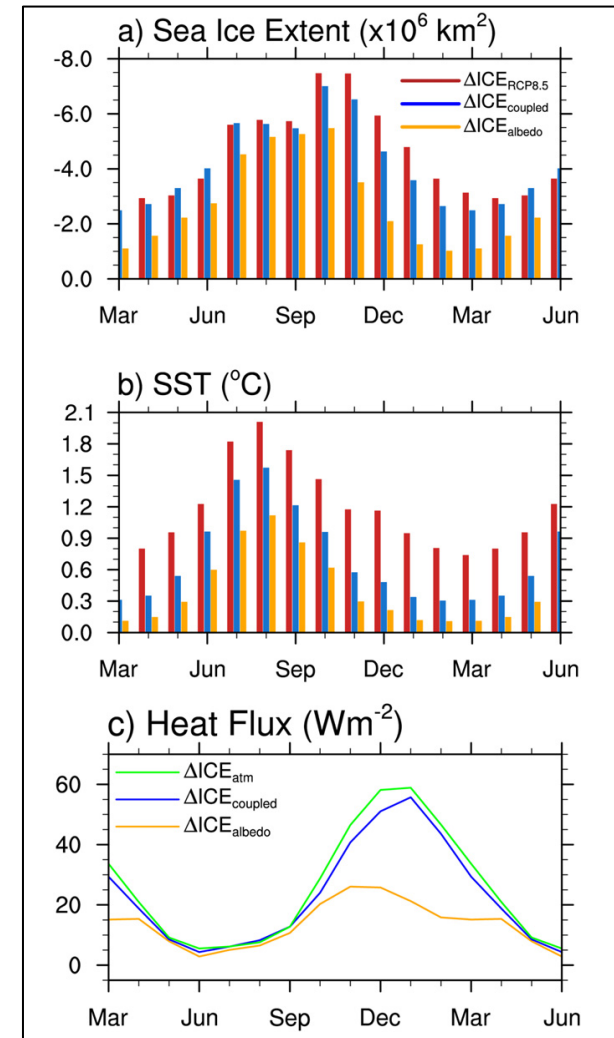 a) Sea Ice Extent (x10⁶ km²)
-8.0
-6.0
-4.0
-2.0
0.0
ΔICE_RCP8.5
ΔICE_coupled
ΔICE_albedo
Mar Jun Sep Dec Mar Jun
b) SST (°C)
2.1
1.8
1.5
1.2
0.9
0.6
0.3
0.0
Mar Jun Sep Dec Mar Jun
c) Heat Flux (Wm⁻²)
60
40
20
0
ΔICE_atm
ΔICE_coupled
ΔICE_albedo
Mar Jun Sep Dec Mar Jun